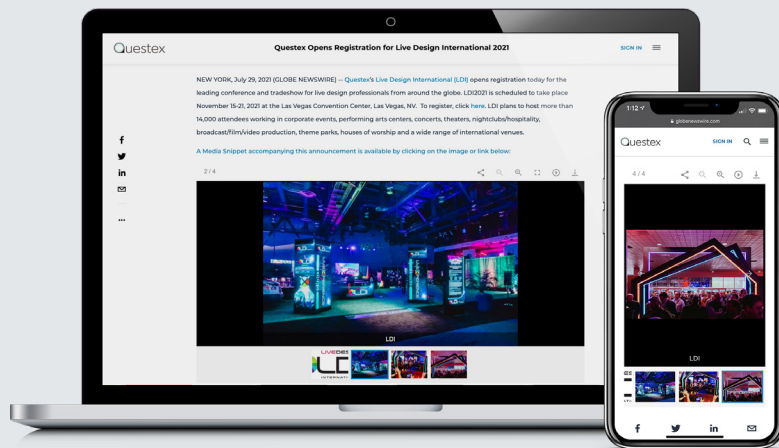 Questex
Questex Opens Registration for Live Design International 2021
SIGN IN
NEW YORK, July 29, 2021 (GLOBE NEWSWIRE) -- Questex's Live Design International (LDI) opens registration today for the
leading conference and tradeshow for live design professionals from around the globe. LDI2021 is scheduled to take place
November 15-21, 2021 at the Las Vegas Convention Center, Las Vegas, NV. To register, click here. LDI plans to host more than
14,000 attendees working in corporate events, performing arts centers, concerts, theaters, nightclubs/hospitality,
broadcast/film/video production, theme parks, houses of worship and a wide range of international venues.
A Media Snippet accompanying this announcement is available by clicking on the image or link below:
2 / 4
LDI
1:12
globenewswire.com
Questex
SIGN IN
4 / 4
LDI